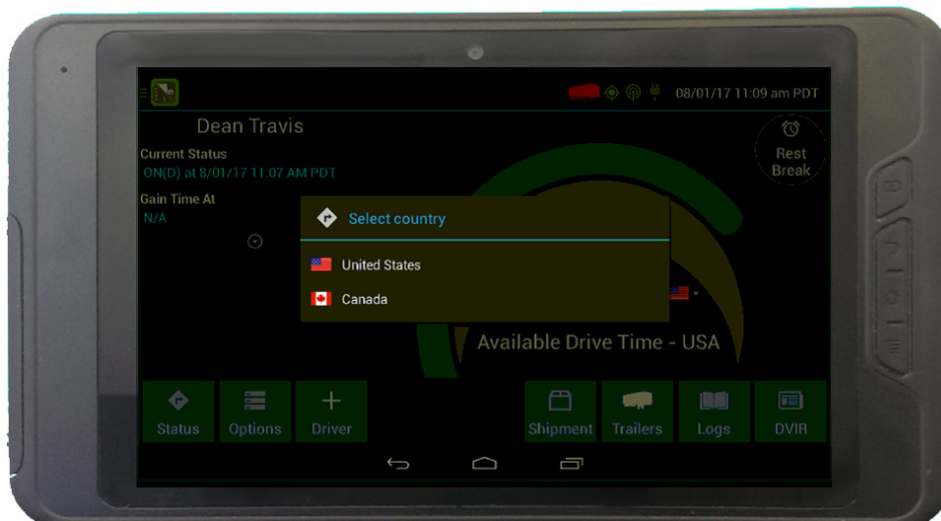 08/01/17 11:09 am PDT
Dean Travis
Rest
Break
Current Status
ON(D) at 8/01/17 11.07 AM PDT
Gain Time At
N/A
Select country
United States
Canada
Available Drive Time - USA
Status
Options
Driver
Shipment
Trailers
Logs
DVIR